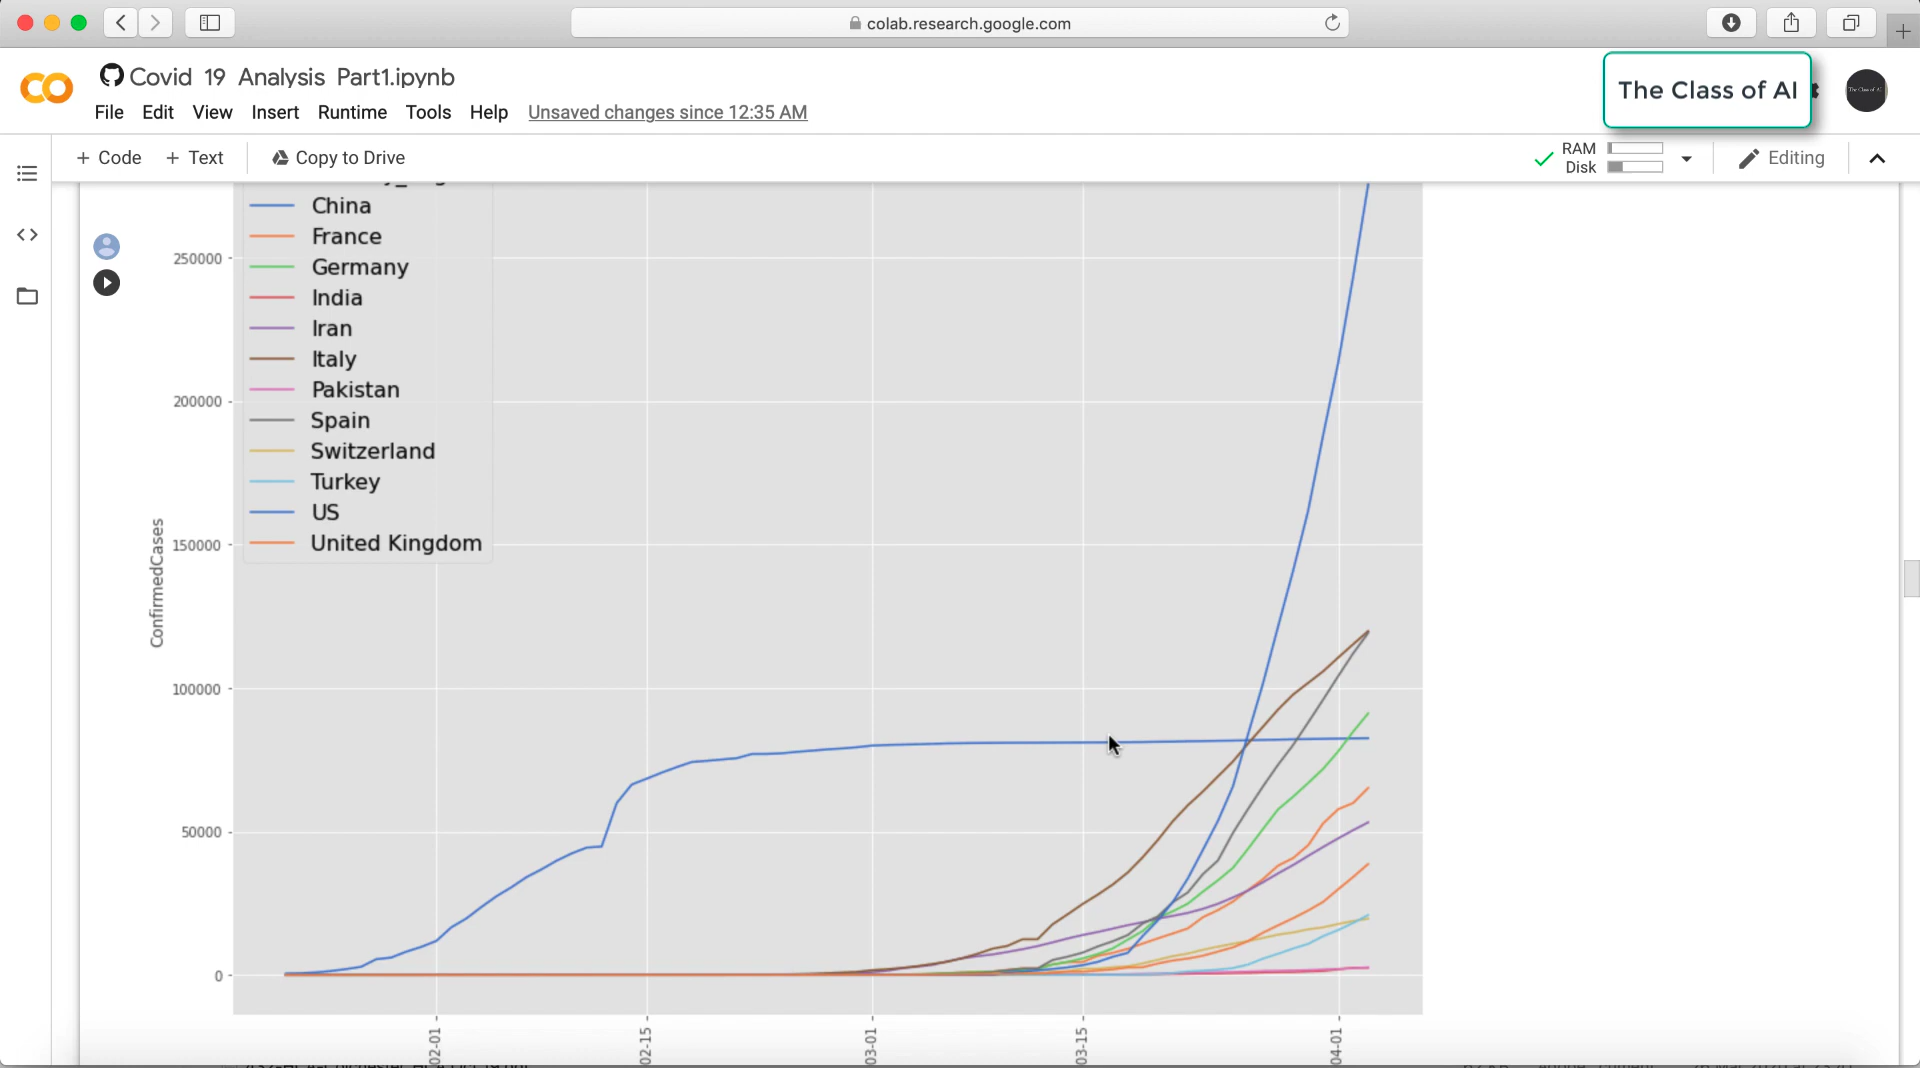 colab.research.google.com
Covid 19 Analysis Part1.ipynb
The Class of AI
File Edit View Insert Runtime Tools Help Unsaved changes since 12:35 AM
+ Code + Text Copy to Drive
RAM
Disk
Editing
China
France
Germany
India
Iran
Italy
Pakistan
Spain
Switzerland
Turkey
US
United Kingdom
250000
200000
150000
100000
50000
0
ConfirmedCases
02-01
02-15
03-01
03-15
04-01